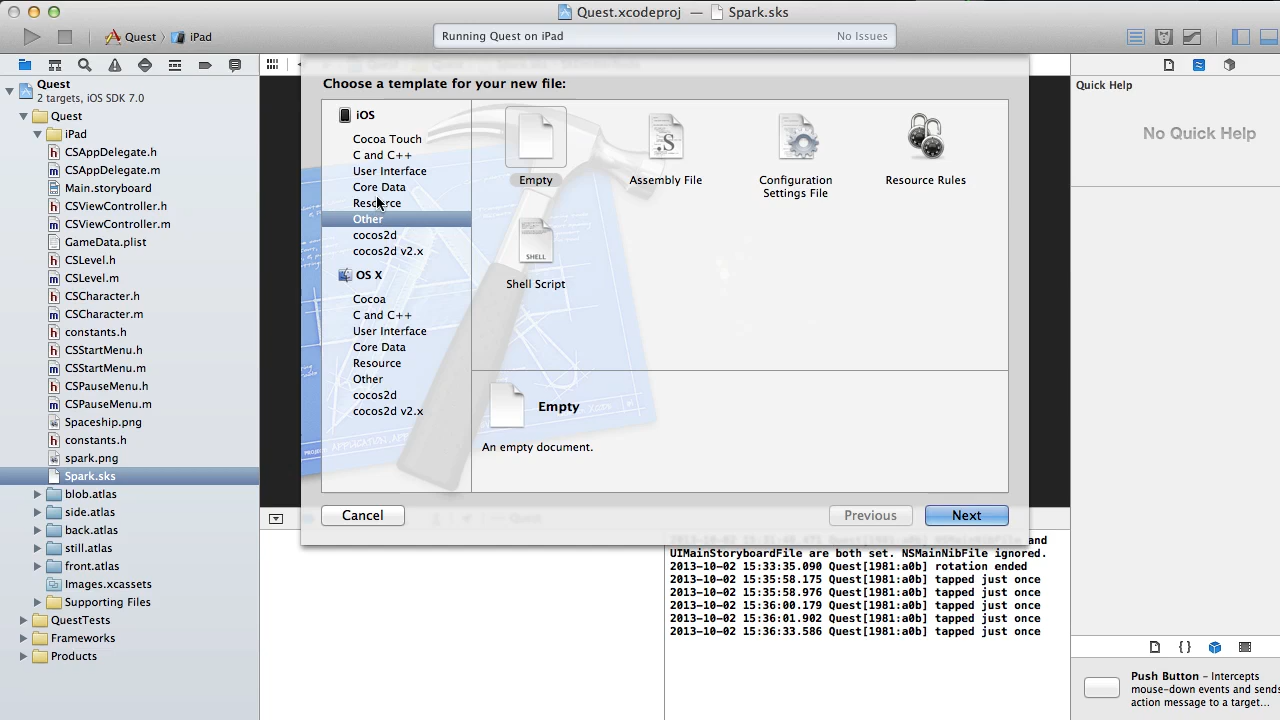 Quest.xcodeproj — Spark.sks
Quest
iPad
Running Quest on iPad
No Issues
Quest
2 targets, iOS SDK 7.0
Quest
iPad
CSAppDelegate.h
CSAppDelegate.m
Main.storyboard
CSViewController.h
CSViewController.m
GameData.plist
CSLevel.h
CSLevel.m
CSCharacter.h
CSCharacter.m
constants.h
CSStartMenu.h
CSStartMenu.m
CSPauseMenu.h
CSPauseMenu.m
Spaceship.png
constants.h
spark.png
Spark.sks
blob.atlas
side.atlas
back.atlas
still.atlas
front.atlas
Images.xcassets
Supporting Files
QuestTests
Frameworks
Products
Choose a template for your new file:
iOS
Cocoa Touch
C and C++
User Interface
Core Data
Resource
Other
cocos2d
cocos2d v2.x
OS X
Cocoa
C and C++
User Interface
Core Data
Resource
Other
cocos2d
cocos2d v2.x
Empty
Assembly File
Configuration
Settings File
Resource Rules
SHELL
Shell Script
Empty
An empty document.
Cancel
Previous
Next
and
UIMainStoryboardFile are both set. NSMainNibFile ignored.
2013-10-02 15:33:35.090 Quest[1981:a0b] rotation ended
2013-10-02 15:35:58.175 Quest[1981:a0b] tapped just once
2013-10-02 15:35:58.976 Quest[1981:a0b] tapped just once
2013-10-02 15:36:00.179 Quest[1981:a0b] tapped just once
2013-10-02 15:36:01.902 Quest[1981:a0b] tapped just once
2013-10-02 15:36:33.586 Quest[1981:a0b] tapped just once
Quick Help
No Quick Help
Push Button – Intercepts
mouse-down events and sends
action message to a target...